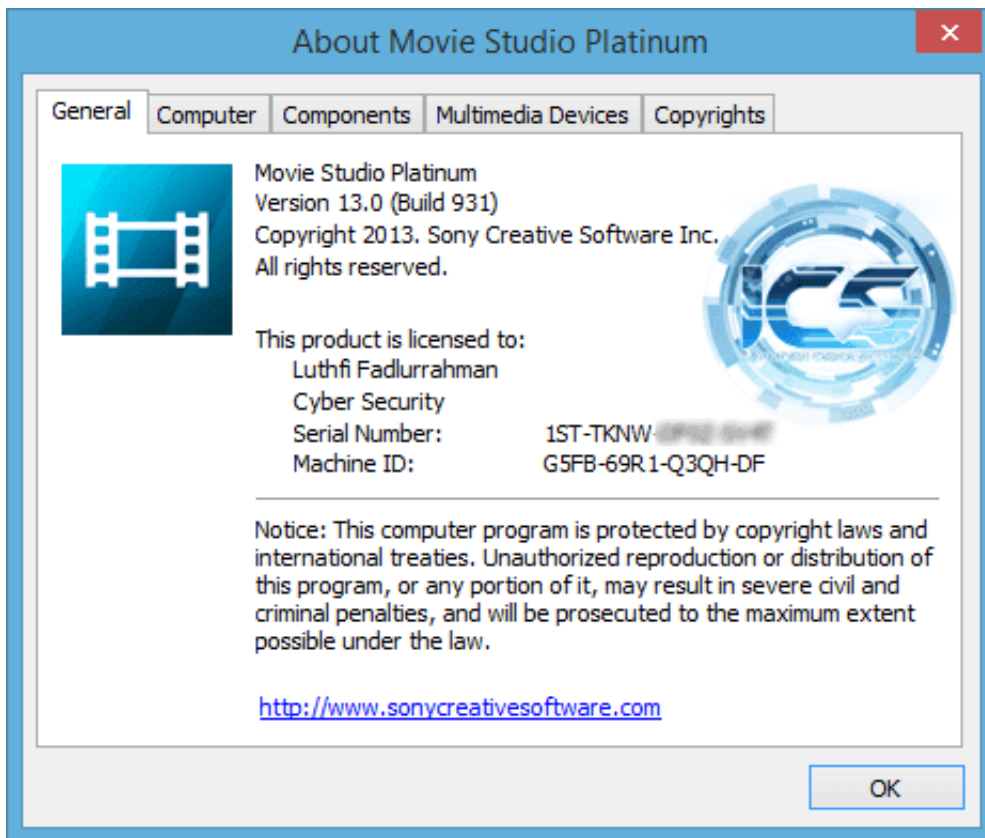 About Movie Studio Platinum
General Computer Components Multimedia Devices Copyrights
Movie Studio Platinum
Version 13.0 (Build 931)
Copyright 2013. Sony Creative Software Inc.
All rights reserved.
ICS
This product is licensed to:
Luthfi Fadlurrahman
Cyber Security
Serial Number: 1ST-TKNW-
Machine ID: G5FB-69R1-Q3QH-DF
Notice: This computer program is protected by copyright laws and
international treaties. Unauthorized reproduction or distribution of
this program, or any portion of it, may result in severe civil and
criminal penalties, and will be prosecuted to the maximum extent
possible under the law.
http://www.sonycreativesoftware.com
OK